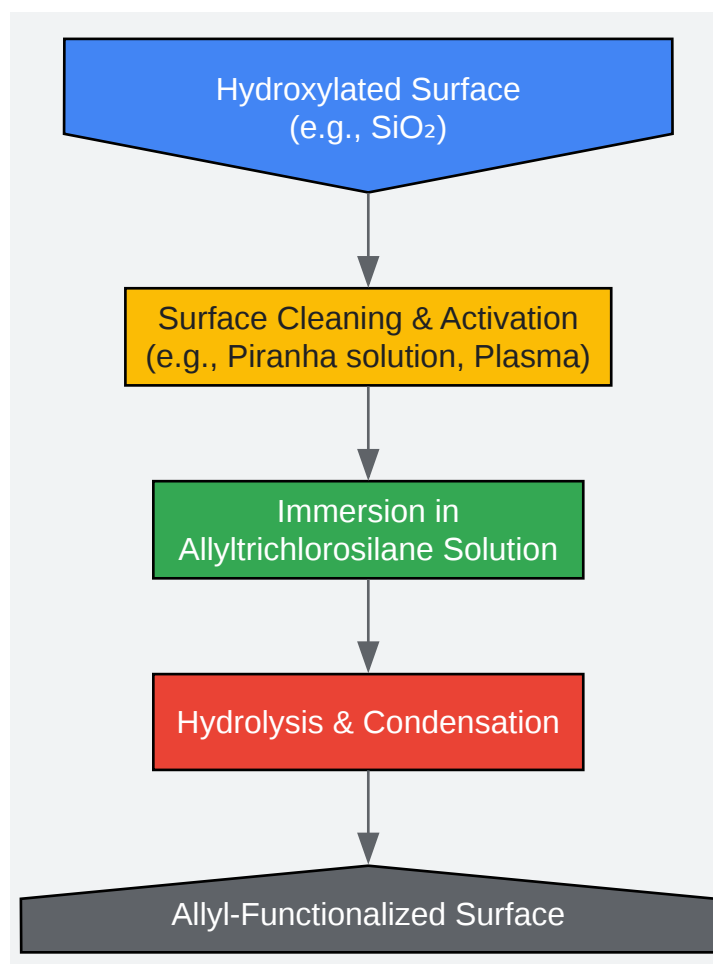 Hydroxylated Surface
(e.g., SiO₂)
Surface Cleaning & Activation
(e.g., Piranha solution, Plasma)
Immersion in
Allyltrichlorosilane Solution
Hydrolysis & Condensation
Allyl-Functionalized Surface